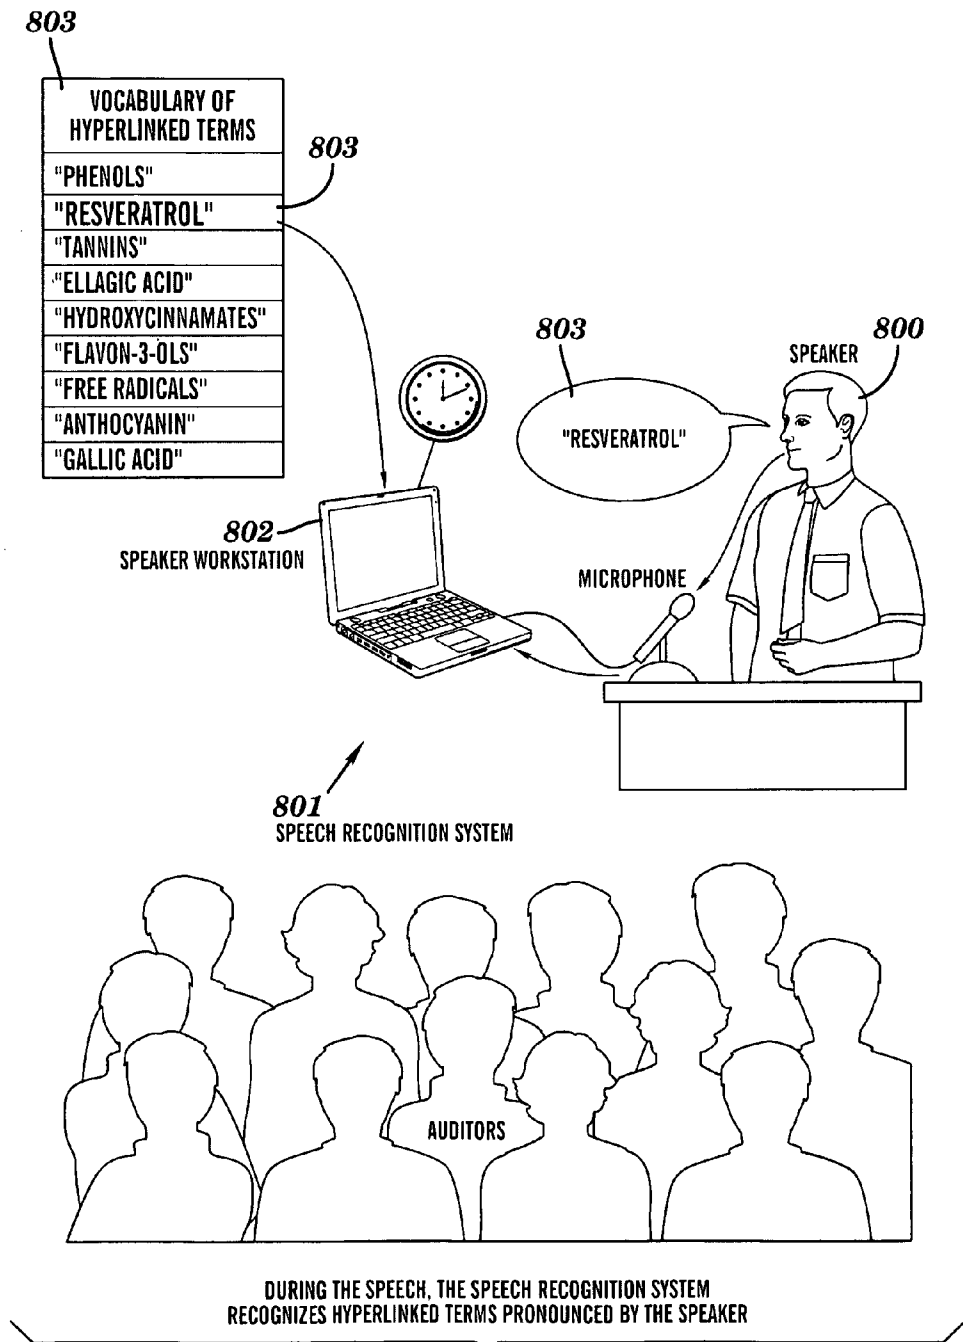 803
VOCABULARY OF
HYPERLINKED TERMS
803
"PHENOLS"
"RESVERATROL"
"TANNINS"
"ELLAGIC ACID"
"HYDROXYCINNAMATES"
"FLAVON-3-OLS"
"FREE RADICALS"
"ANTHOCYANIN"
"GALLIC ACID"
803
800
SPEAKER
"RESVERATROL"
802
SPEAKER WORKSTATION
MICROPHONE
801
SPEECH RECOGNITION SYSTEM
AUDITORS
DURING THE SPEECH, THE SPEECH RECOGNITION SYSTEM
RECOGNIZES HYPERLINKED TERMS PRONOUNCED BY THE SPEAKER